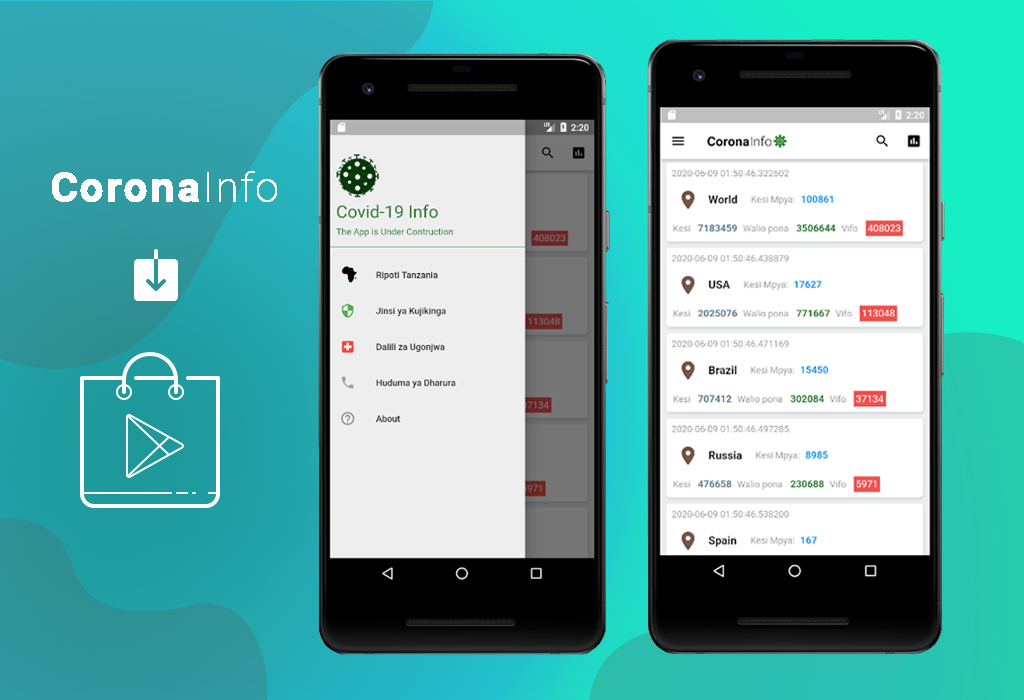 CoronaInfo
2:20
Covid-19 Info
The App is Under Contruction
Ripoti Tanzania
Jinsi ya Kujikinga
Dalili za Ugonjwa
Huduma ya Dharura
About
408023
113048
37134
5971
2:20
CoronaInfo
2020-06-09 01:50:46.322602
World Kesi Mpya: 100861
Kesi 7183459 Walio pona 3506644 Vifo 408023
2020-06-09 01:50:46.438879
USA Kesi Mpya: 17627
Kesi 2025076 Walio pona 771667 Vifo 113048
2020-06-09 01:50:46.471169
Brazil Kesi Mpya: 15450
Kesi 707412 Walio pona 302084 Vifo 37134
2020-06-09 01:50:46.497285
Russia Kesi Mpya: 8985
Kesi 476658 Walio pona 230688 Vifo 5971
2020-06-09 01:50:46.538200
Spain Kesi Mpya: 167